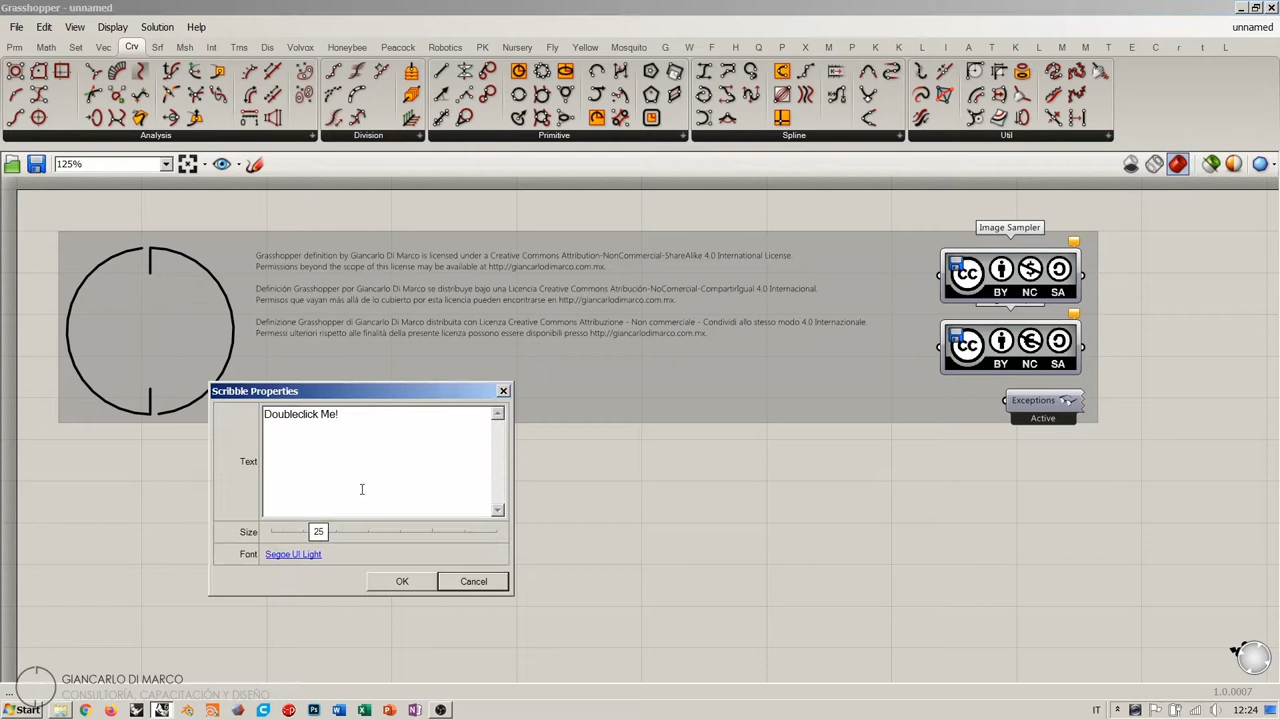 Grasshopper - unnamed
File Edit View Display Solution Help unnamed
Prm Math Set Vec Crv Srf Msh Int Trns Dis Volvox Honeybee Peacock Robotics PK Nursery Fly Yellow Mosquito G W F H Q P X M P K K L I A T K L M M T E C r t L
Analysis Division Primitive Spline Util
125%
Image Sampler
Grasshopper definition by Giancarlo Di Marco is licensed under a Creative Commons Attribution-NonCommercial-ShareAlike 4.0 International License.
Permissions beyond the scope of this license may be available at http://giancarlodimarco.com.mx.
Definición Grasshopper por Giancarlo Di Marco se distribuye bajo una Licencia Creative Commons Atribución-NoComercial-CompartirIgual 4.0 Internacional.
Permisos que vayan màs allá de lo cubierto por esta licencia pueden encontrarse en http://giancarlodimarco.com.mx.
Definizione Grasshopper di Giancarlo Di Marco distribuita con Licenza Creative Commons Attribuzione - Non commerciale - Condividi allo stesso modo 4.0 Internazionale.
Permessi ulteriori rispetto alle finalità della presente licenza possono essere disponibili presso http://giancarlodimarco.com.mx.
cc BY NC SA
cc BY NC SA
Exceptions
Active
Scribble Properties
Text
Doubleclick Me!
Size 25
Font Segoe UI Light
OK Cancel
GIANCARLO DI MARCO
CONSULTORÍA, CAPACITACIÓN Y DISEÑO
... 1.0.0007
Start IT 12:24